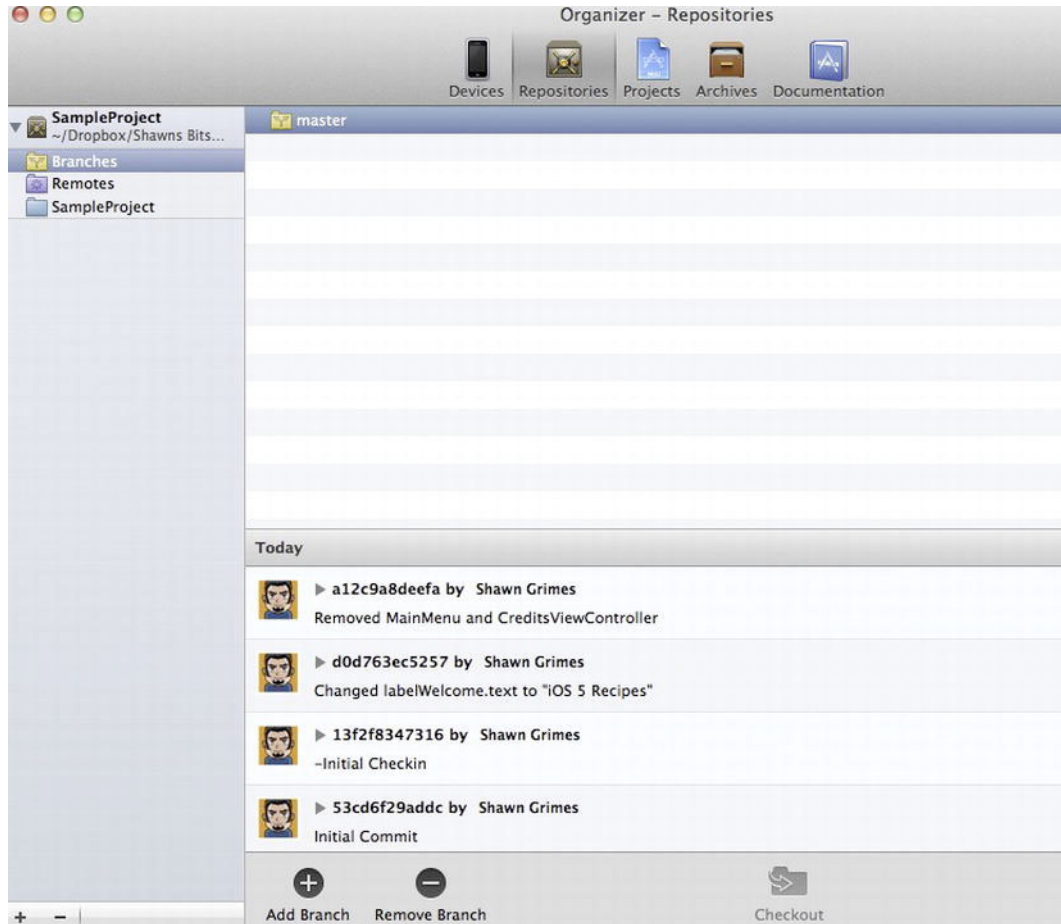 Organizer – Repositories
Devices Repositories Projects Archives Documentation
SampleProject
~/Dropbox/Shawns Bits...
Branches
Remotes
SampleProject
master
Today
a12c9a8deefa by Shawn Grimes
Removed MainMenu and CreditsViewController
d0d763ec5257 by Shawn Grimes
Changed labelWelcome.text to "iOS 5 Recipes"
13f2f8347316 by Shawn Grimes
-Initial Checkin
53cd6f29addc by Shawn Grimes
Initial Commit
Add Branch Remove Branch Checkout